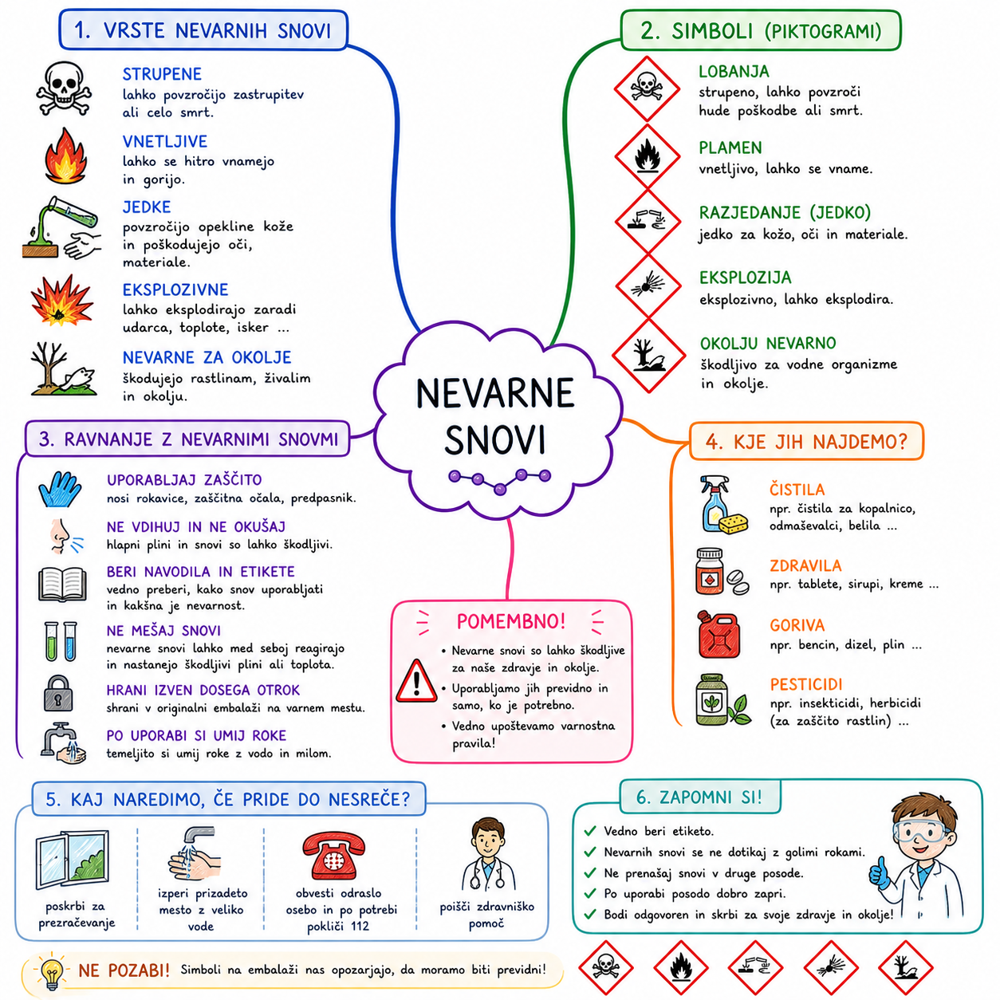 1. VRSTE NEVARNIH SNOVI
STRUPENE
lahko povzročijo zastrupitev
ali celo smrt.
VNETLJIVE
lahko se hitro vnamejo
in gorijo.
JEDKE
povzročijo opekline kože
in poškodujejo oči,
materiale.
EKSPLOZIVNE
lahko eksplodirajo zaradi
udarca, toplote, isker ...
NEVARNE ZA OKOLJE
škodujejo rastlinam, živalim
in okolju.
2. SIMBOLI (PIKTOGRAMI)
LOBANJA
strupeno, lahko povzroči
hude poškodbe ali smrt.
PLAMEN
vnetljivo, lahko se vname.
RAZJEDANJE (JEDKO)
jedko za kožo, oči in materiale.
EKSPLOZIJA
eksplozivno, lahko eksplodira.
OKOLJU NEVARNO
škodljivo za vodne organizme
in okolje.
NEVARNE
SNOVI
3. RAVNANJE Z NEVARNIMI SNOVMI
UPORABLJAJ ZAŠČITO
nosi rokavice, zaščitna očala, predpasnik.
NE VDIHUJ IN NE OKUŠAJ
hlapni plini in snovi so lahko škodljivi.
BERI NAVODILA IN ETIKETE
vedno preberi, kako snov uporabljati
in kakšna je nevarnost.
NE MEŠAJ SNOVI
nevarne snovi lahko med seboj reagirajo
in nastanejo škodljivi plini ali toplota.
HRANI IZVEN DOSEGA OTROK
shrani v originalni embalaži na varnem mestu.
PO UPORABI SI UMIJ ROKE
temeljito si umij roke z vodo in milom.
POMEMBNO!
• Nevarne snovi so lahko škodljive
za naše zdravje in okolje.
• Uporabljamo jih previdno in
samo, ko je potrebno.
• Vedno upoštevamo varnostna
pravila!
4. KJE JIH NAJDEMO?
ČISTILA
npr. čistila za kopalnico,
odmaševalci, belila ...
ZDRAVILA
npr. tablete, sirupi, kreme ...
GORIVA
npr. bencin, dizel, plin ...
PESTICIDI
npr. insekticidi, herbicidi
(za zaščito rastlin) ...
5. KAJ NAREDIMO, ČE PRIDE DO NESREČE?
poskrbi za
prezračevanje
izperi prizadeto
mesto z veliko
vode
obvesti odraslo
osebo in po potrebi
pokliči 112
poišči zdravniško
pomoč
6. ZAPOMNI SI!
✓ Vedno beri etiketo.
✓ Nevarnih snovi se ne dotikaj z golimi rokami.
✓ Ne prenašaj snovi v druge posode.
✓ Po uporabi posodo dobro zapri.
✓ Bodi odgovoren in skrbi za svoje zdravje in okolje!
NE POZABI! Simboli na embalaži nas opozarjajo, da moramo biti previdni!